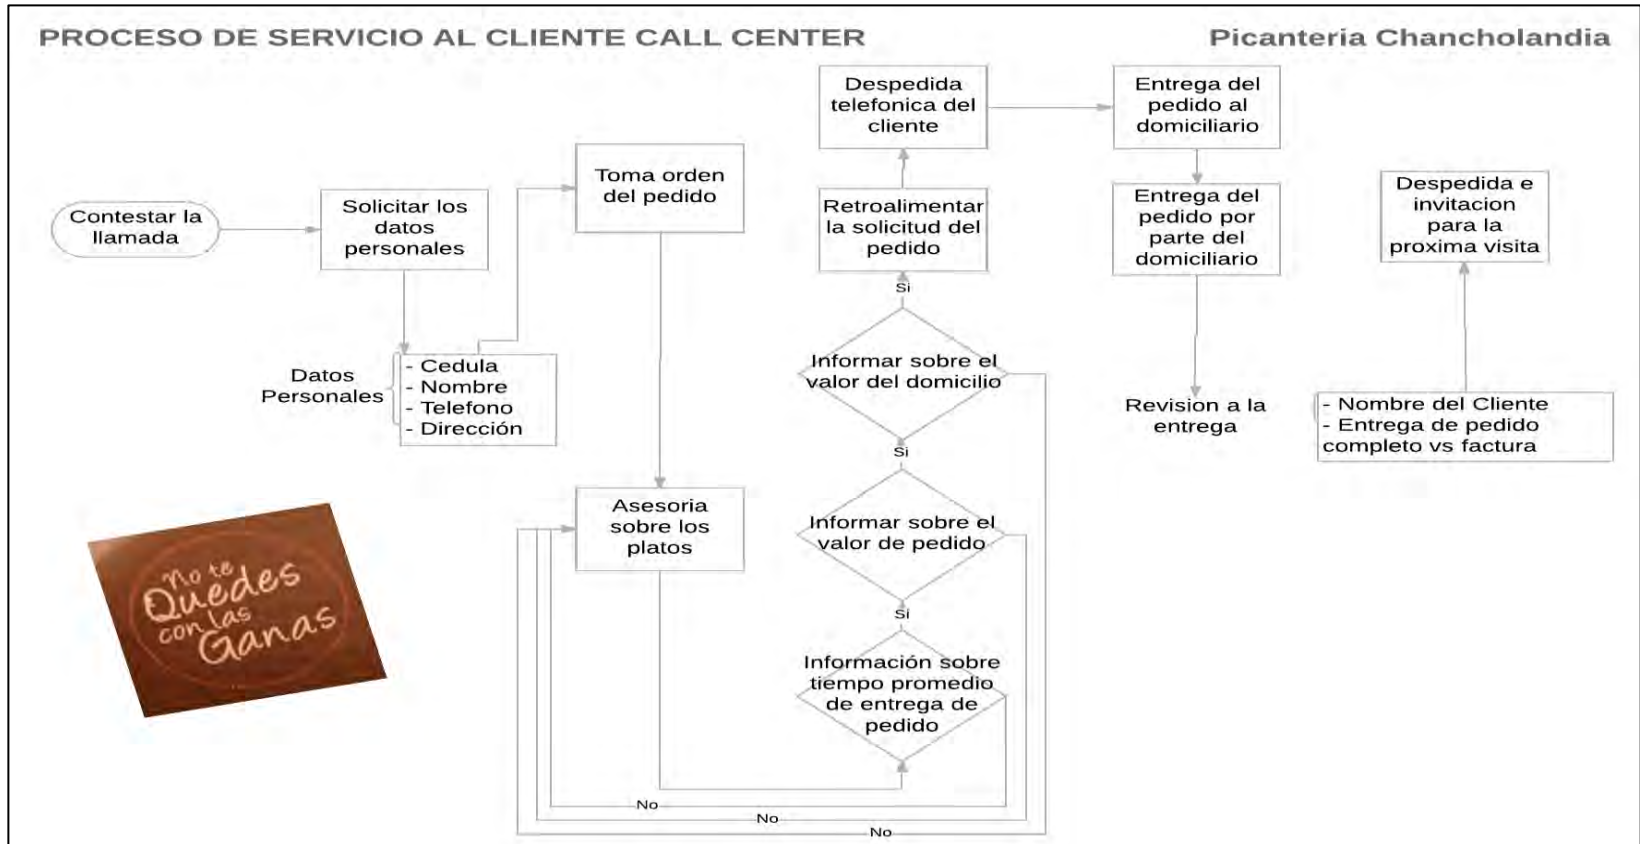 PROCESO DE SERVICIO AL CLIENTE CALL CENTER
Picanteria Chancholandia
Contestar la
llamada
Solicitar los
datos
personales
Datos
Personales
- Cedula
- Nombre
- Telefono
- Dirección
Toma orden
del pedido
Asesoria
sobre los
platos
Información sobre
tiempo promedio
de entrega de
pedido
Si
No
Informar sobre el
valor de pedido
Si
No
Informar sobre el
valor del domicilio
Si
No
Retroalimentar
la solicitud del
pedido
Despedida
telefonica del
cliente
Entrega del
pedido al
domiciliario
Entrega del
pedido por
parte del
domiciliario
Revision a la
entrega
- Nombre del Cliente
- Entrega de pedido
completo vs factura
Despedida e
invitacion
para la
proxima visita
No te
Quedes
con las
Ganas